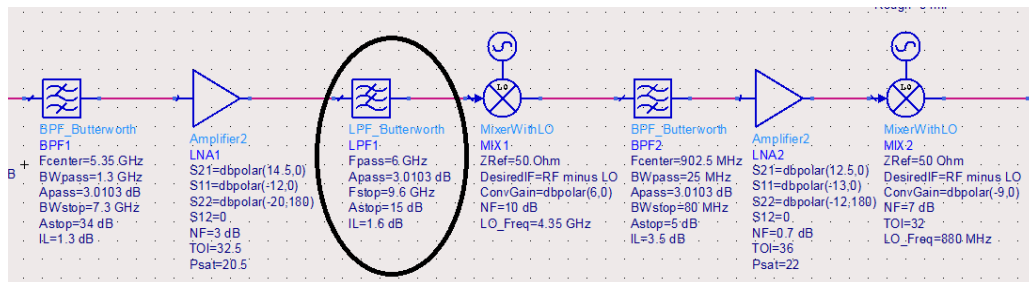 BPF_Butterworth
BPF1
Fcenter=5.35 GHz
BWpass=1.3 GHz
Apass=3.0103 dB
BWstop=7.3 GHz
Astop=34 dB
IL=1.3 dB
B
Amplifier2
LNA1
S21=dbpolar(14.5,0)
S11=dbpolar(-12,0)
S22=dbpolar(-20,180)
S12=0
NF=3 dB
TOI=32.5
Psat=20.5
LPF_Butterworth
LPF1
Fpass=6 GHz
Apass=3.0103 dB
Fstop=9.6 GHz
Astop=15 dB
IL=1.6 dB
LO
MixerWithLO
MIX1
ZRef=50 Ohm
DesiredIF=RF minus LO
ConvGain=dbpolar(6,0)
NF=10 dB
LO_Freq=4.35 GHz
BPF_Butterworth
BPF2
Fcenter=902.5 MHz
BWpass=25 MHz
Apass=3.0103 dB
BWstop=80 MHz
Astop=5 dB
IL=3.5 dB
Amplifier2
LNA2
S21=dbpolar(12.5,0)
S11=dbpolar(-13,0)
S22=dbpolar(-12,180)
S12=0
NF=0.7 dB
TOI=36
Psat=22
LO
MixerWithLO
MIX2
ZRef=50 Ohm
DesiredIF=RF minus LO
ConvGain=dbpolar(-9,0)
NF=7 dB
TOI=32
LO_Freq=880 MHz